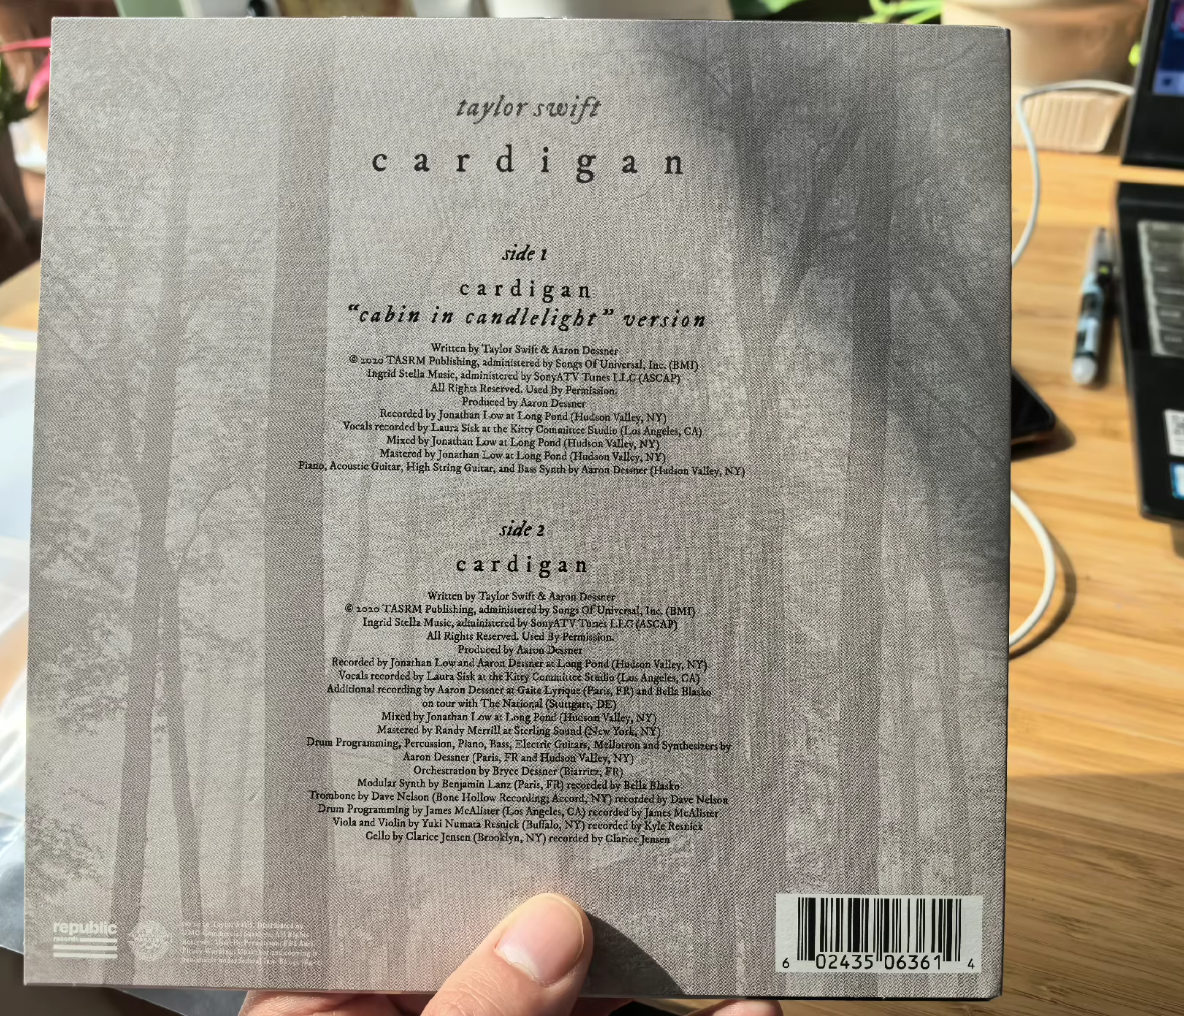 taylor swift
cardigan
side 1
cardigan
“cabin in candlelight” version
Written by Taylor Swift & Aaron Dessner
© 2020 TASRM Publishing, administered by Songs Of Universal, Inc. (BMI)
Ingrid Stella Music, administered by SonyATV Tunes LLC (ASCAP)
All Rights Reserved. Used By Permission.
Produced by Aaron Dessner
Recorded by Jonathan Low at Long Pond (Hudson Valley, NY)
Vocals recorded by Laura Sisk at the Kitty Committee Studio (Los Angeles, CA)
Mixed by Jonathan Low at Long Pond (Hudson Valley, NY)
Mastered by Jonathan Low at Long Pond (Hudson Valley, NY)
Piano, Acoustic Guitar, High String Guitar, and Bass Synth by Aaron Dessner (Hudson Valley, NY)
side 2
cardigan
Written by Taylor Swift & Aaron Dessner
© 2020 TASRM Publishing, administered by Songs Of Universal, Inc. (BMI)
Ingrid Stella Music, administered by SonyATV Tunes LLC (ASCAP)
All Rights Reserved. Used By Permission.
Produced by Aaron Dessner
Recorded by Jonathan Low and Aaron Dessner at Long Pond (Hudson Valley, NY)
Vocals recorded by Laura Sisk at the Kitty Committee Studio (Los Angeles, CA)
Additional recording by Aaron Dessner at Gaite Lyrique (Paris, FR) and Bella Blasko
on tour with The National (Stuttgart, DE)
Mixed by Jonathan Low at Long Pond (Hudson Valley, NY)
Mastered by Randy Merrill at Sterling Sound (New York, NY)
Drum Programming, Percussion, Piano, Bass, Electric Guitars, Mellotron and Synthesizers by
Aaron Dessner (Paris, FR and Hudson Valley, NY)
Orchestration by Bryce Dessner (Biarritz, FR)
Modular Synth by Benjamin Lanz (Paris, FR) recorded by Bella Blasko
Trombone by Dave Nelson (Bone Hollow Recording; Accord, NY) recorded by Dave Nelson
Drum Programming by James McAlister (Los Angeles, CA) recorded by James McAlister
Viola and Violin by Yuki Numata Resnick (Buffalo, NY) recorded by Kyle Resnick
Cello by Clarice Jensen (Brooklyn, NY) recorded by Clarice Jensen
republic
records
6 02435 06361 4